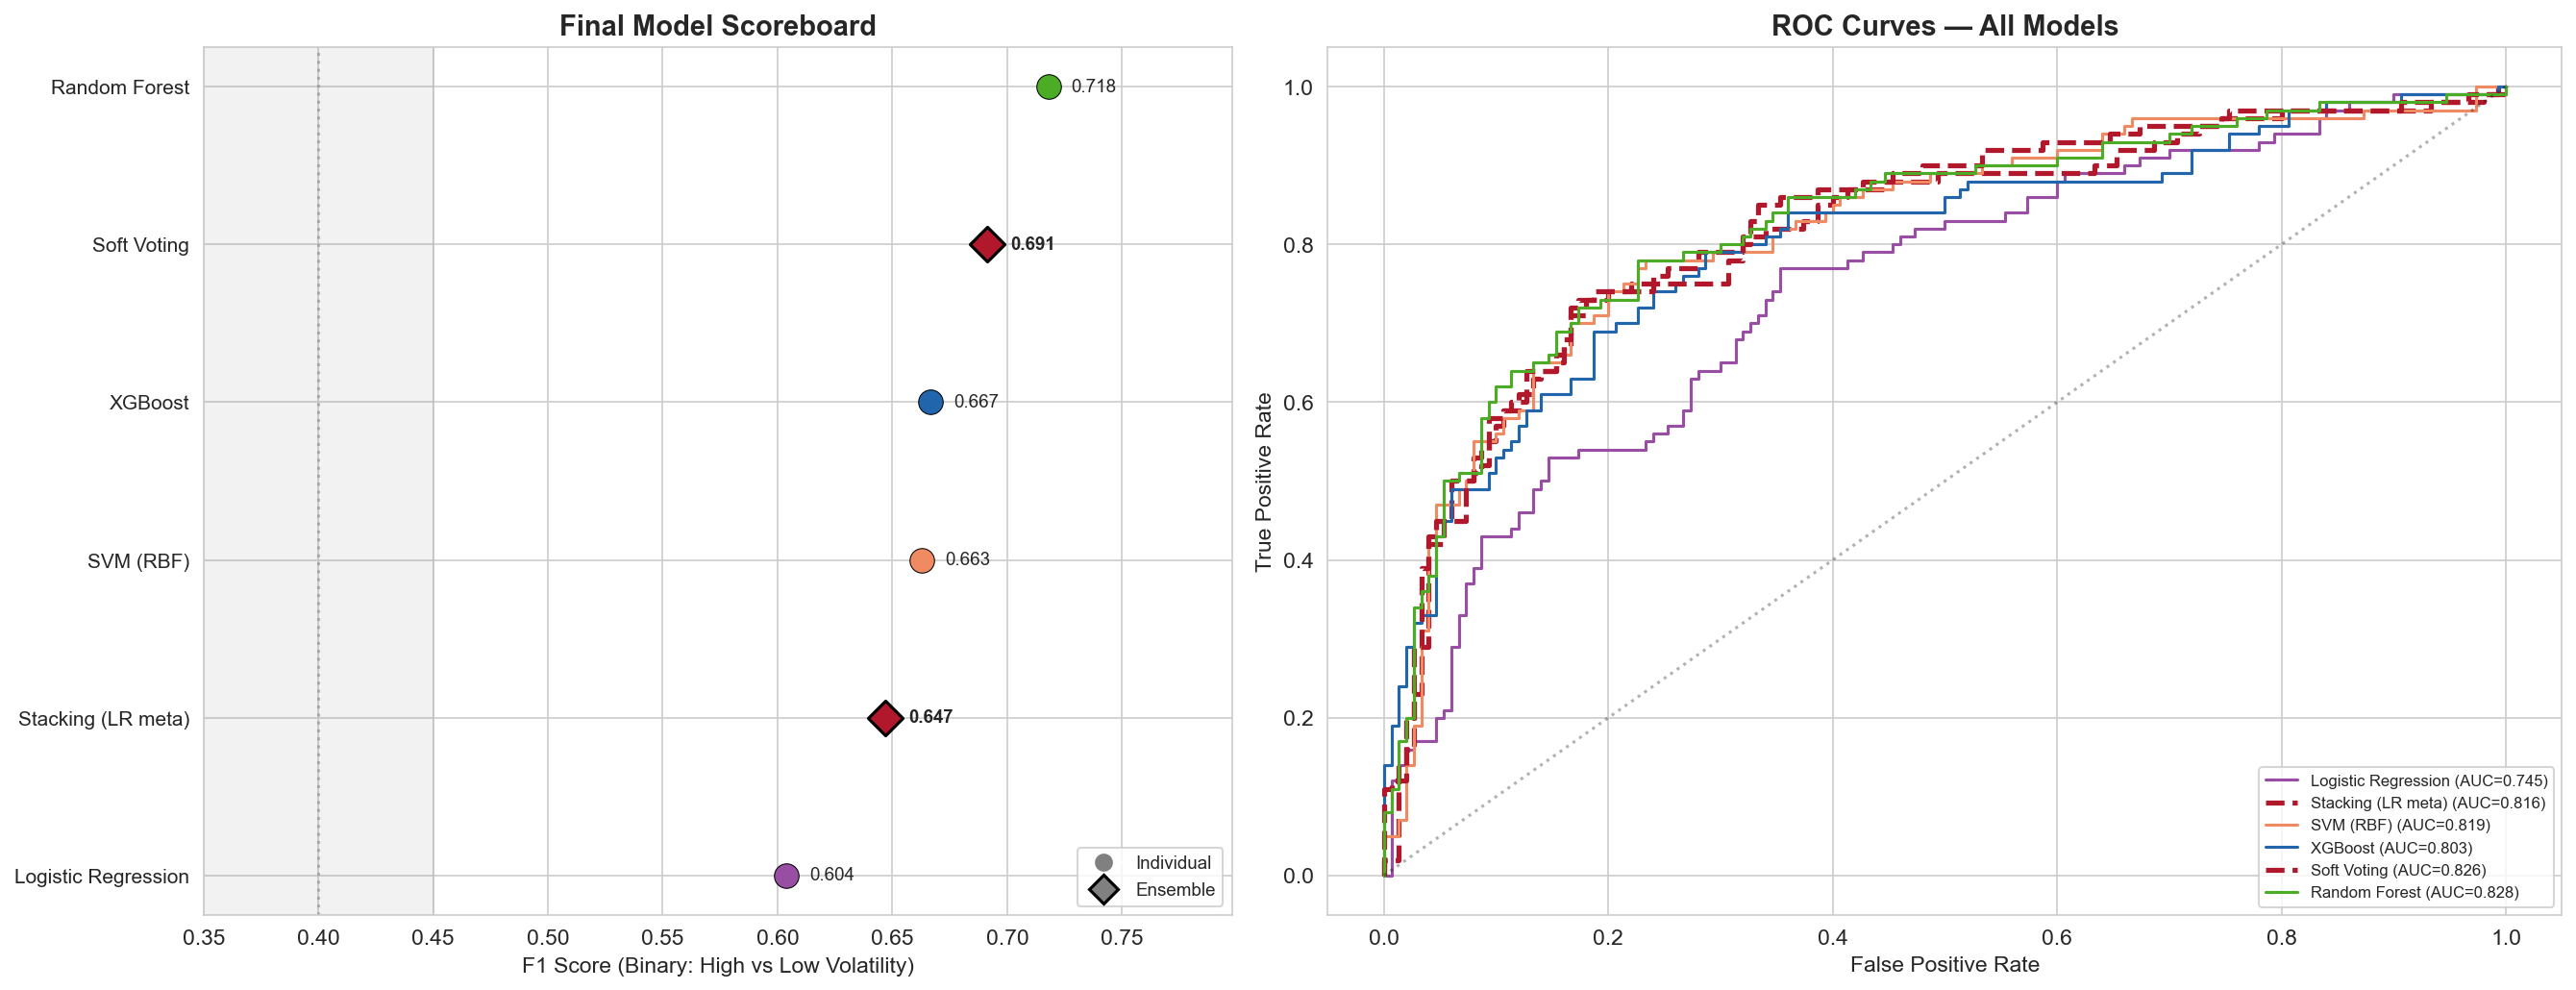 Final Model Scoreboard
Random Forest
0.718
Soft Voting
0.691
XGBoost
0.667
SVM (RBF)
0.663
Stacking (LR meta)
0.647
Logistic Regression
0.604
Individual
Ensemble
0.35 0.40 0.45 0.50 0.55 0.60 0.65 0.70 0.75
F1 Score (Binary: High vs Low Volatility)
ROC Curves — All Models
True Positive Rate
1.0
0.8
0.6
0.4
0.2
0.0
Logistic Regression (AUC=0.745)
Stacking (LR meta) (AUC=0.816)
SVM (RBF) (AUC=0.819)
XGBoost (AUC=0.803)
Soft Voting (AUC=0.826)
Random Forest (AUC=0.828)
0.0 0.2 0.4 0.6 0.8 1.0
False Positive Rate